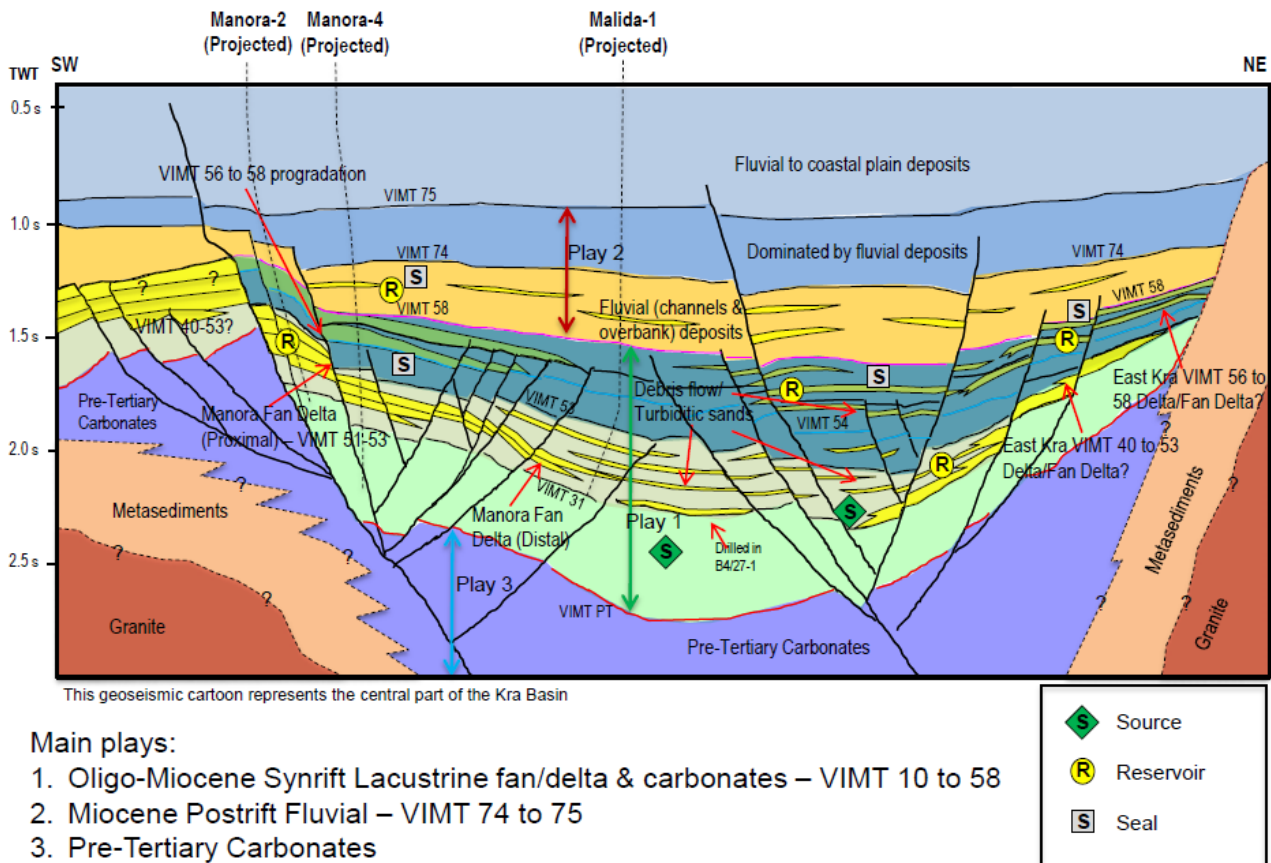 Manora-2
(Projected)
Manora-4
(Projected)
Malida-1
(Projected)
TWT
SW
NE
0.5 s
1.0 s
1.5 s
2.0 s
2.5 s
Fluvial to coastal plain deposits
VIMT 56 to 58 progradation
VIMT 75
VIMT 74
Play 2
Dominated by fluvial deposits
VIMT 74
S
R
VIMT 58
Fluvial (channels &
overbank) deposits
VIMT 58
S
R
?
?
VIMT 40-53?
R
S
R
S
Pre-Tertiary
Carbonates
Manora Fan Delta
(Proximal) – VIMT 51-53
VIMT 53
Debris flow/
Turbiditic sands
VIMT 54
East Kra VIMT 56 to
58 Delta/Fan Delta?
East Kra VIMT 40 to 53
Delta/Fan Delta?
R
?
?
VIMT 31
Manora Fan
Delta (Distal)
Play 1
S
S
Drilled in
B4/27-1
Metasediments
?
?
?
?
Granite
Play 3
VIMT PT
Pre-Tertiary Carbonates
Metasediments
?
?
?
Granite
This geoseismic cartoon represents the central part of the Kra Basin
Main plays:
1. Oligo-Miocene Synrift Lacustrine fan/delta & carbonates – VIMT 10 to 58
2. Miocene Postrift Fluvial – VIMT 74 to 75
3. Pre-Tertiary Carbonates
S Source
R Reservoir
S Seal